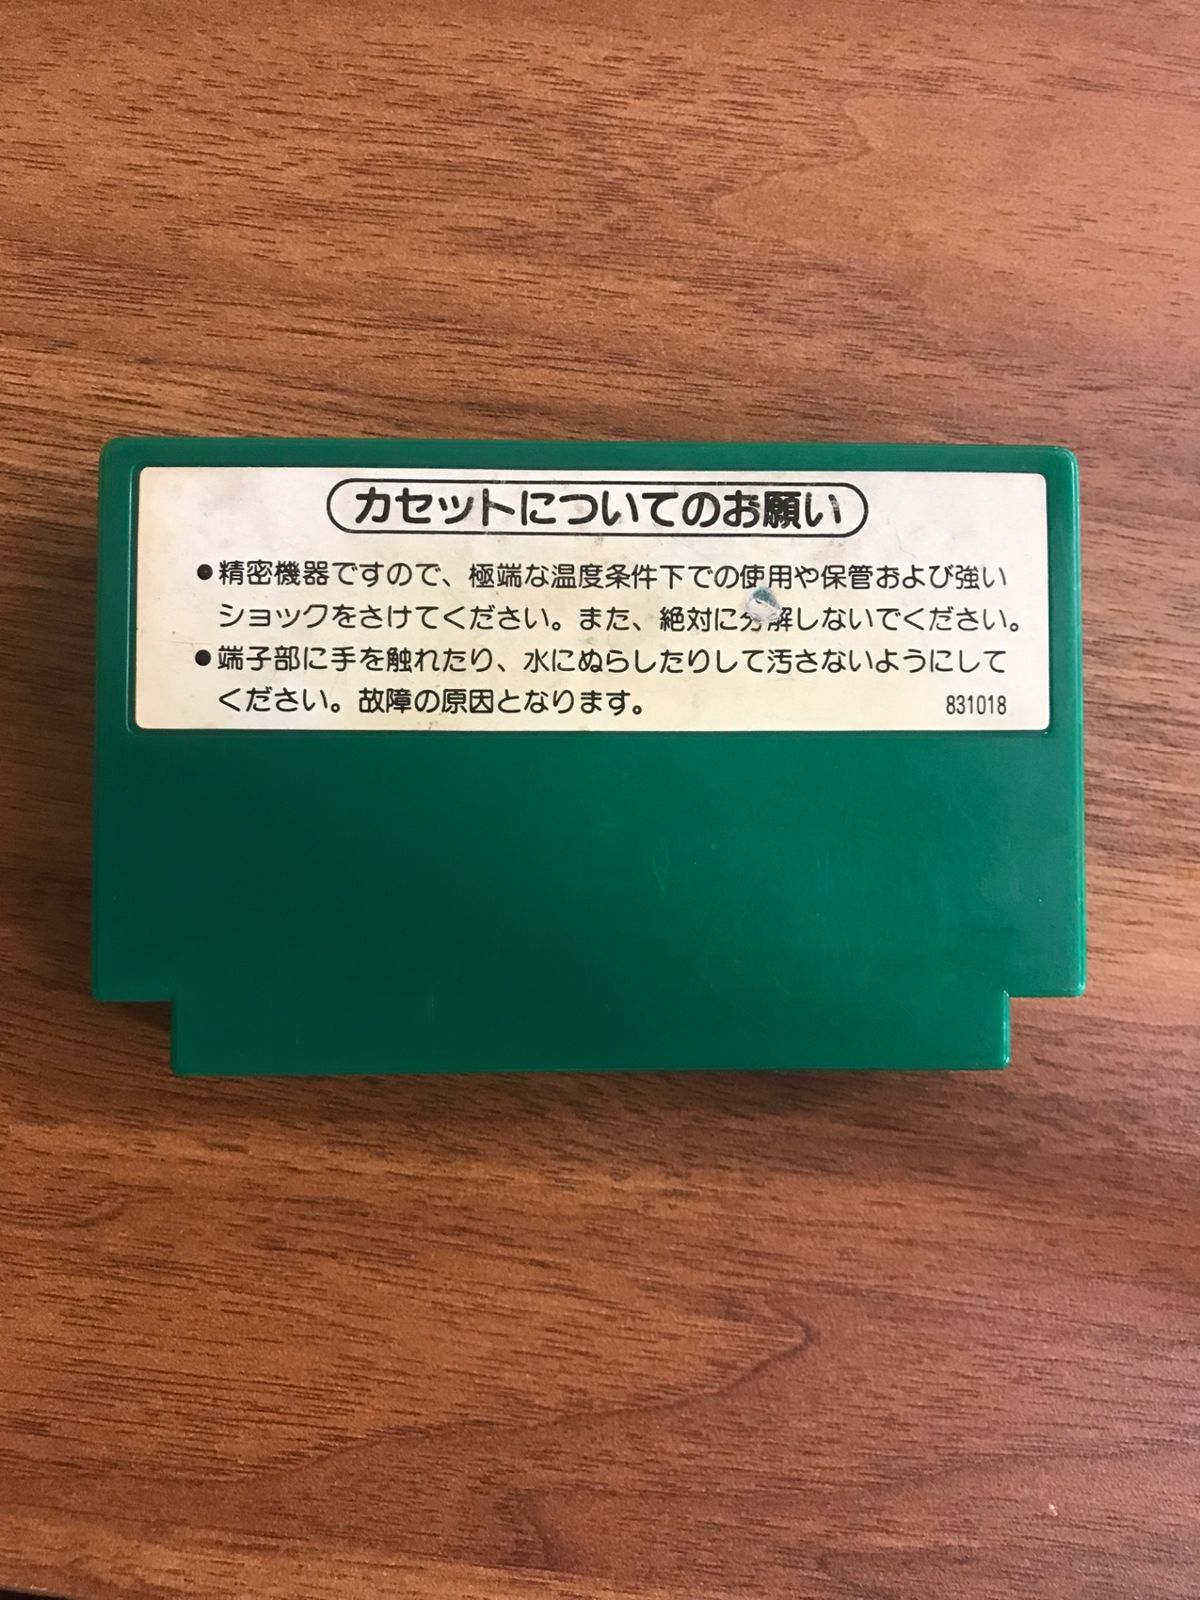 カセットについてのお願い
●精密機器ですので、極端な温度条件下での使用や保管および強い
ショックをさけてください。また、絶対に分解しないでください。
●端子部に手を触れたり、水にぬらしたりして汚さないようにして
ください。故障の原因となります。
831018